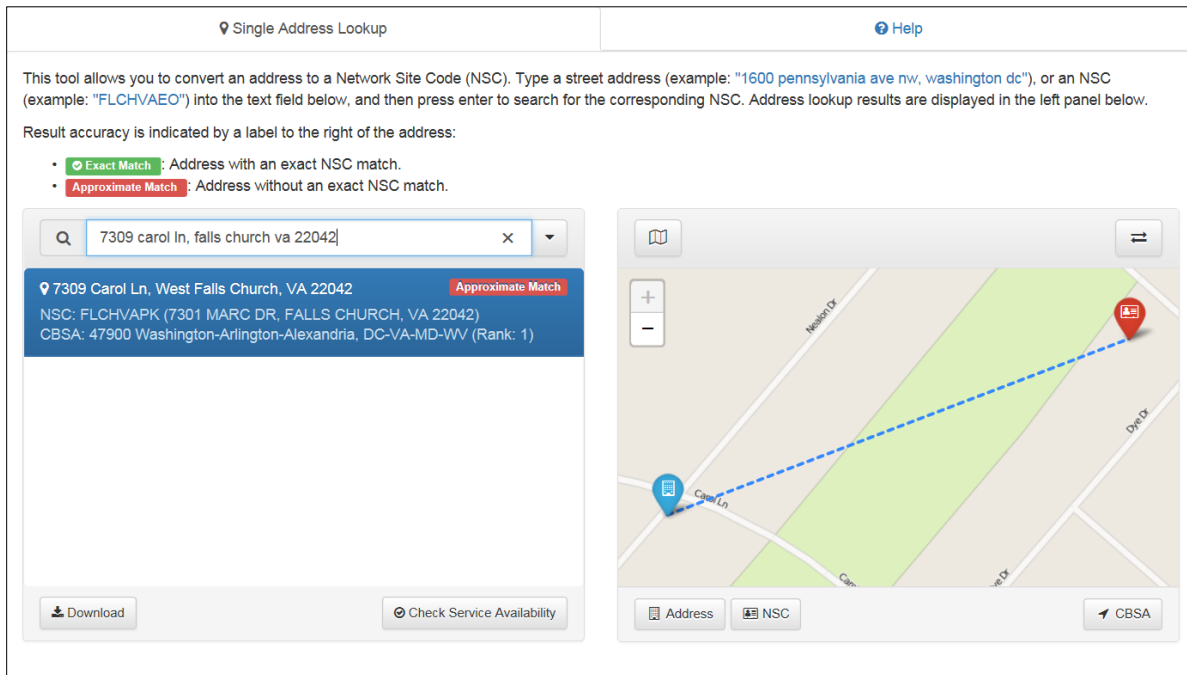 Single Address Lookup
Help
This tool allows you to convert an address to a Network Site Code (NSC). Type a street address (example: "1600 pennsylvania ave nw, washington dc"), or an NSC
(example: "FLCHVAEO") into the text field below, and then press enter to search for the corresponding NSC. Address lookup results are displayed in the left panel below.
Result accuracy is indicated by a label to the right of the address:
• Exact Match : Address with an exact NSC match.
• Approximate Match : Address without an exact NSC match.
7309 carol ln, falls church va 22042
7309 Carol Ln, West Falls Church, VA 22042 Approximate Match
NSC: FLCHVAPK (7301 MARC DR, FALLS CHURCH, VA 22042)
CBSA: 47900 Washington-Arlington-Alexandria, DC-VA-MD-WV (Rank: 1)
Download
Check Service Availability
+
−
Nealon Dr
Dye Dr
Carol Ln
Address
NSC
CBSA